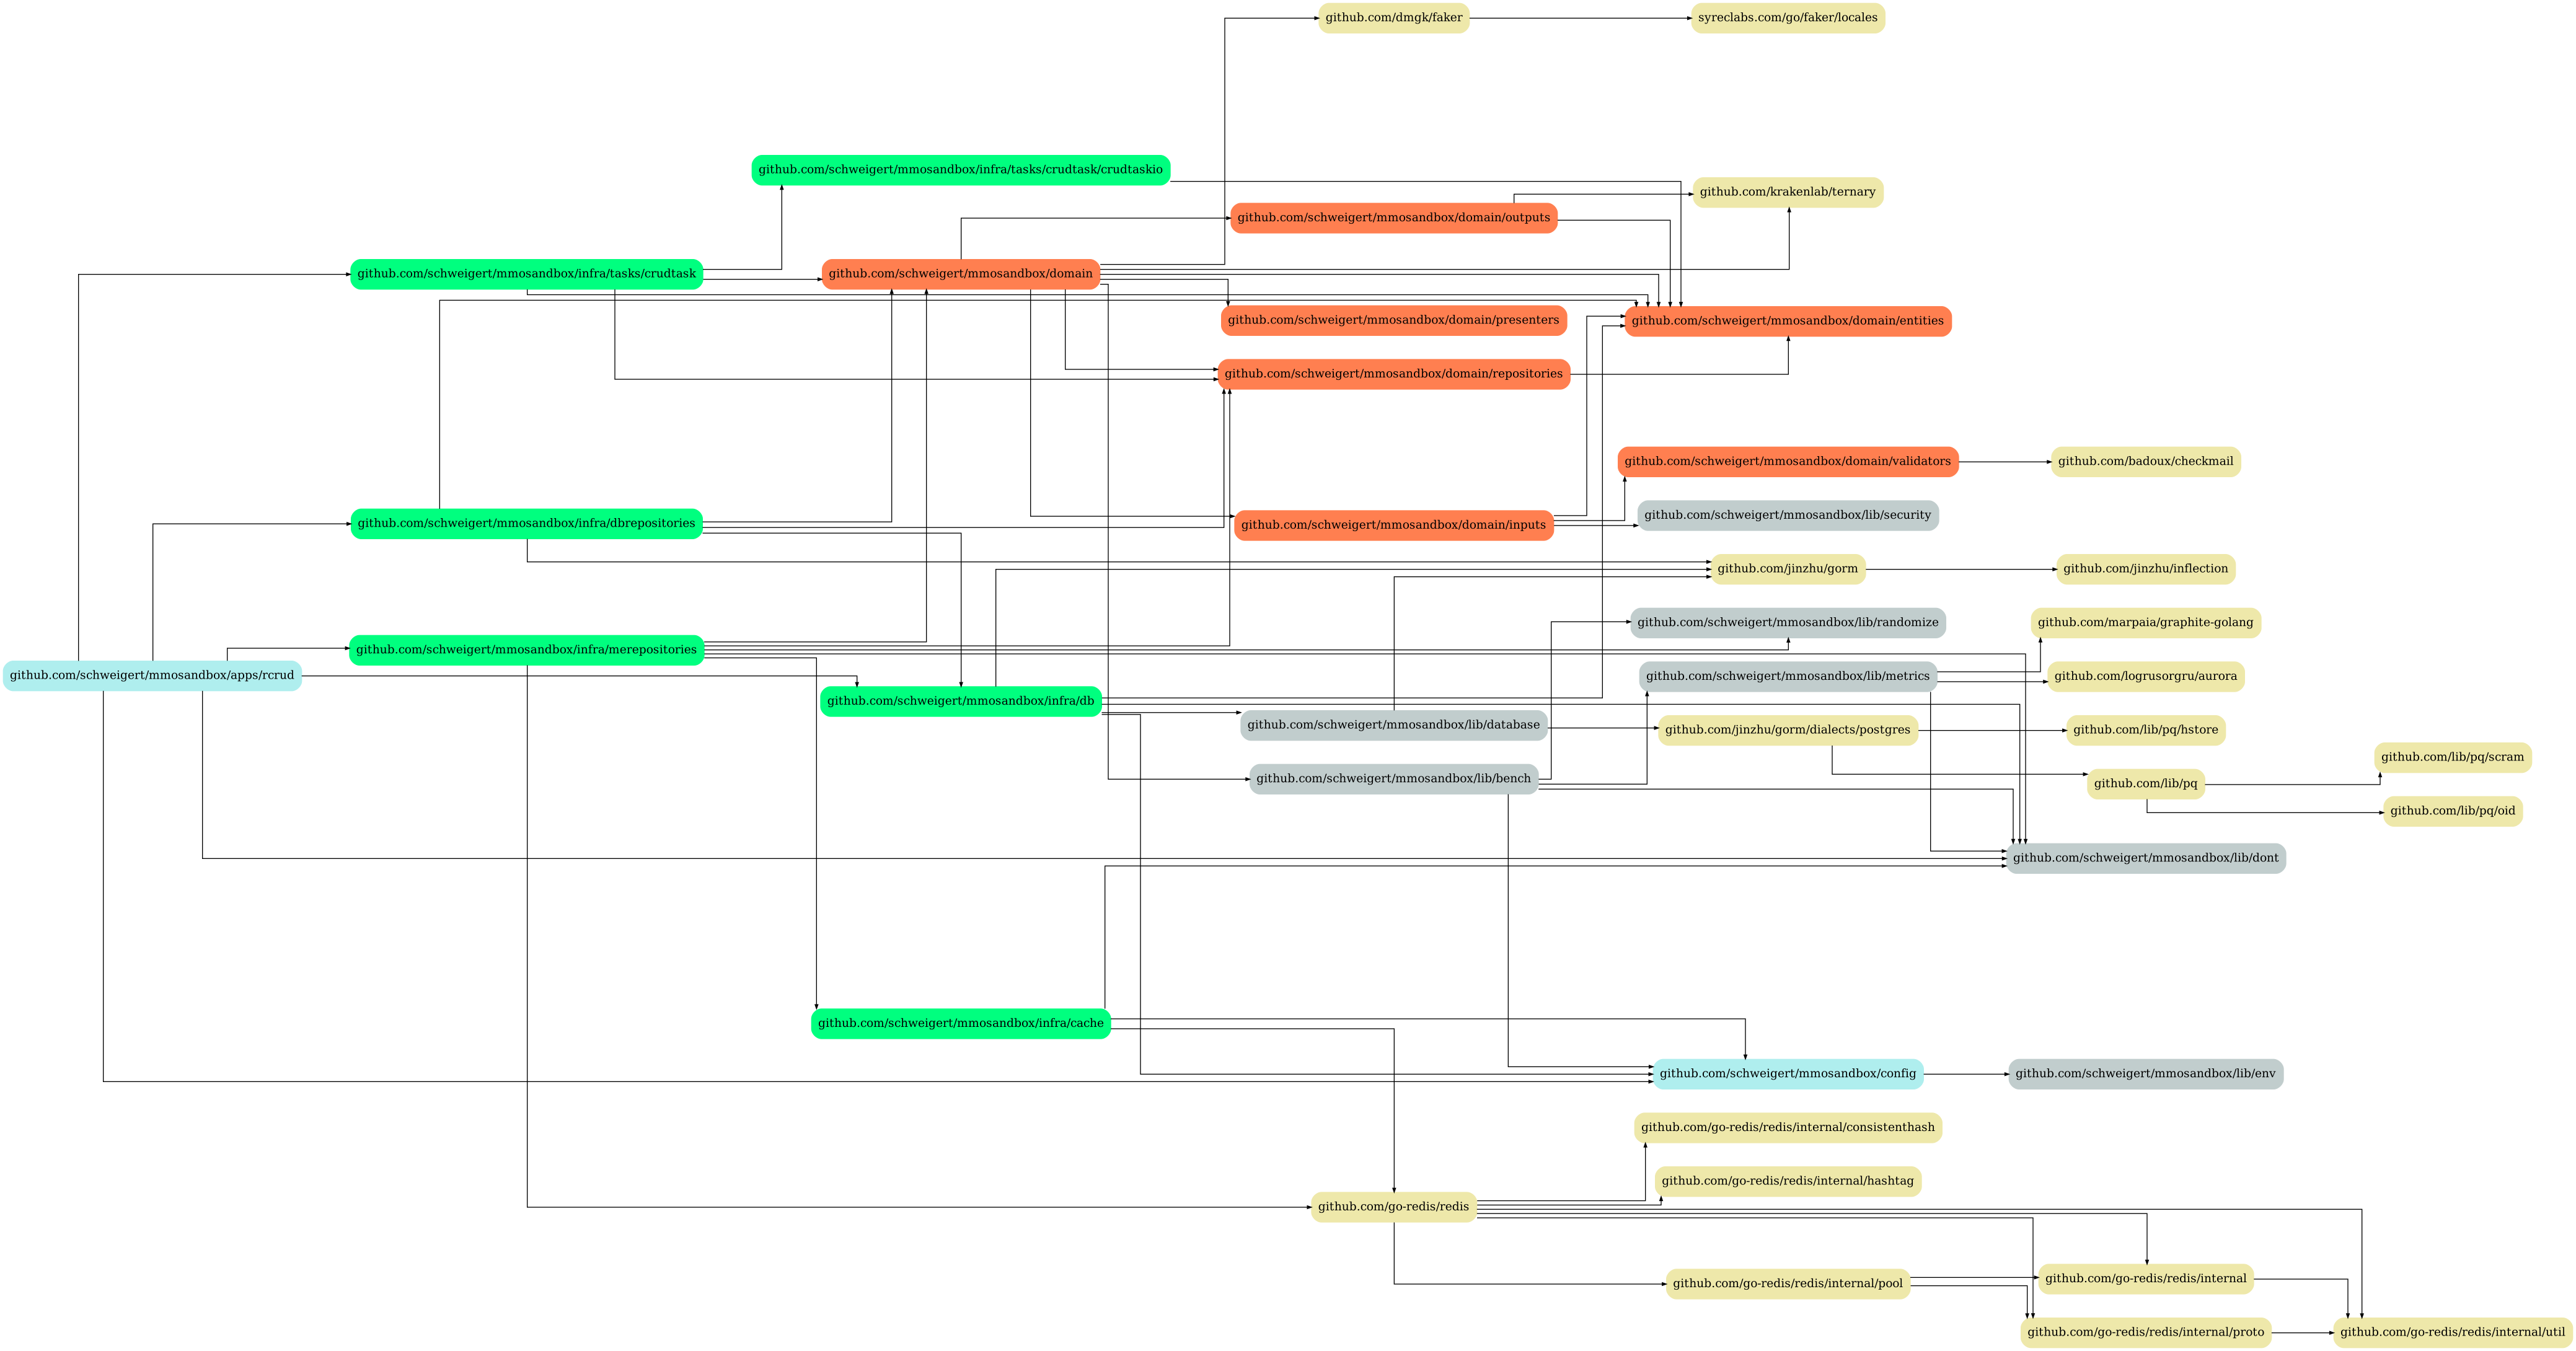 github.com/dmgk/faker
syreclabs.com/go/faker/locales
github.com/schweigert/mmosandbox/infra/tasks/crudtask/crudtaskio
github.com/krakenlab/ternary
github.com/schweigert/mmosandbox/domain/outputs
github.com/schweigert/mmosandbox/infra/tasks/crudtask
github.com/schweigert/mmosandbox/domain
github.com/schweigert/mmosandbox/domain/presenters
github.com/schweigert/mmosandbox/domain/entities
github.com/schweigert/mmosandbox/domain/repositories
github.com/schweigert/mmosandbox/domain/validators
github.com/badoux/checkmail
github.com/schweigert/mmosandbox/lib/security
github.com/schweigert/mmosandbox/infra/dbrepositories
github.com/schweigert/mmosandbox/domain/inputs
github.com/jinzhu/gorm
github.com/jinzhu/inflection
github.com/schweigert/mmosandbox/lib/randomize
github.com/marpaia/graphite-golang
github.com/schweigert/mmosandbox/infra/merepositories
github.com/schweigert/mmosandbox/apps/rcrud
github.com/schweigert/mmosandbox/lib/metrics
github.com/logrusorgru/aurora
github.com/schweigert/mmosandbox/infra/db
github.com/schweigert/mmosandbox/lib/database
github.com/jinzhu/gorm/dialects/postgres
github.com/lib/pq/hstore
github.com/lib/pq/scram
github.com/schweigert/mmosandbox/lib/bench
github.com/lib/pq
github.com/lib/pq/oid
github.com/schweigert/mmosandbox/lib/dont
github.com/schweigert/mmosandbox/infra/cache
github.com/schweigert/mmosandbox/config
github.com/schweigert/mmosandbox/lib/env
github.com/go-redis/redis/internal/consistenthash
github.com/go-redis/redis/internal/hashtag
github.com/go-redis/redis
github.com/go-redis/redis/internal/pool
github.com/go-redis/redis/internal
github.com/go-redis/redis/internal/proto
github.com/go-redis/redis/internal/util